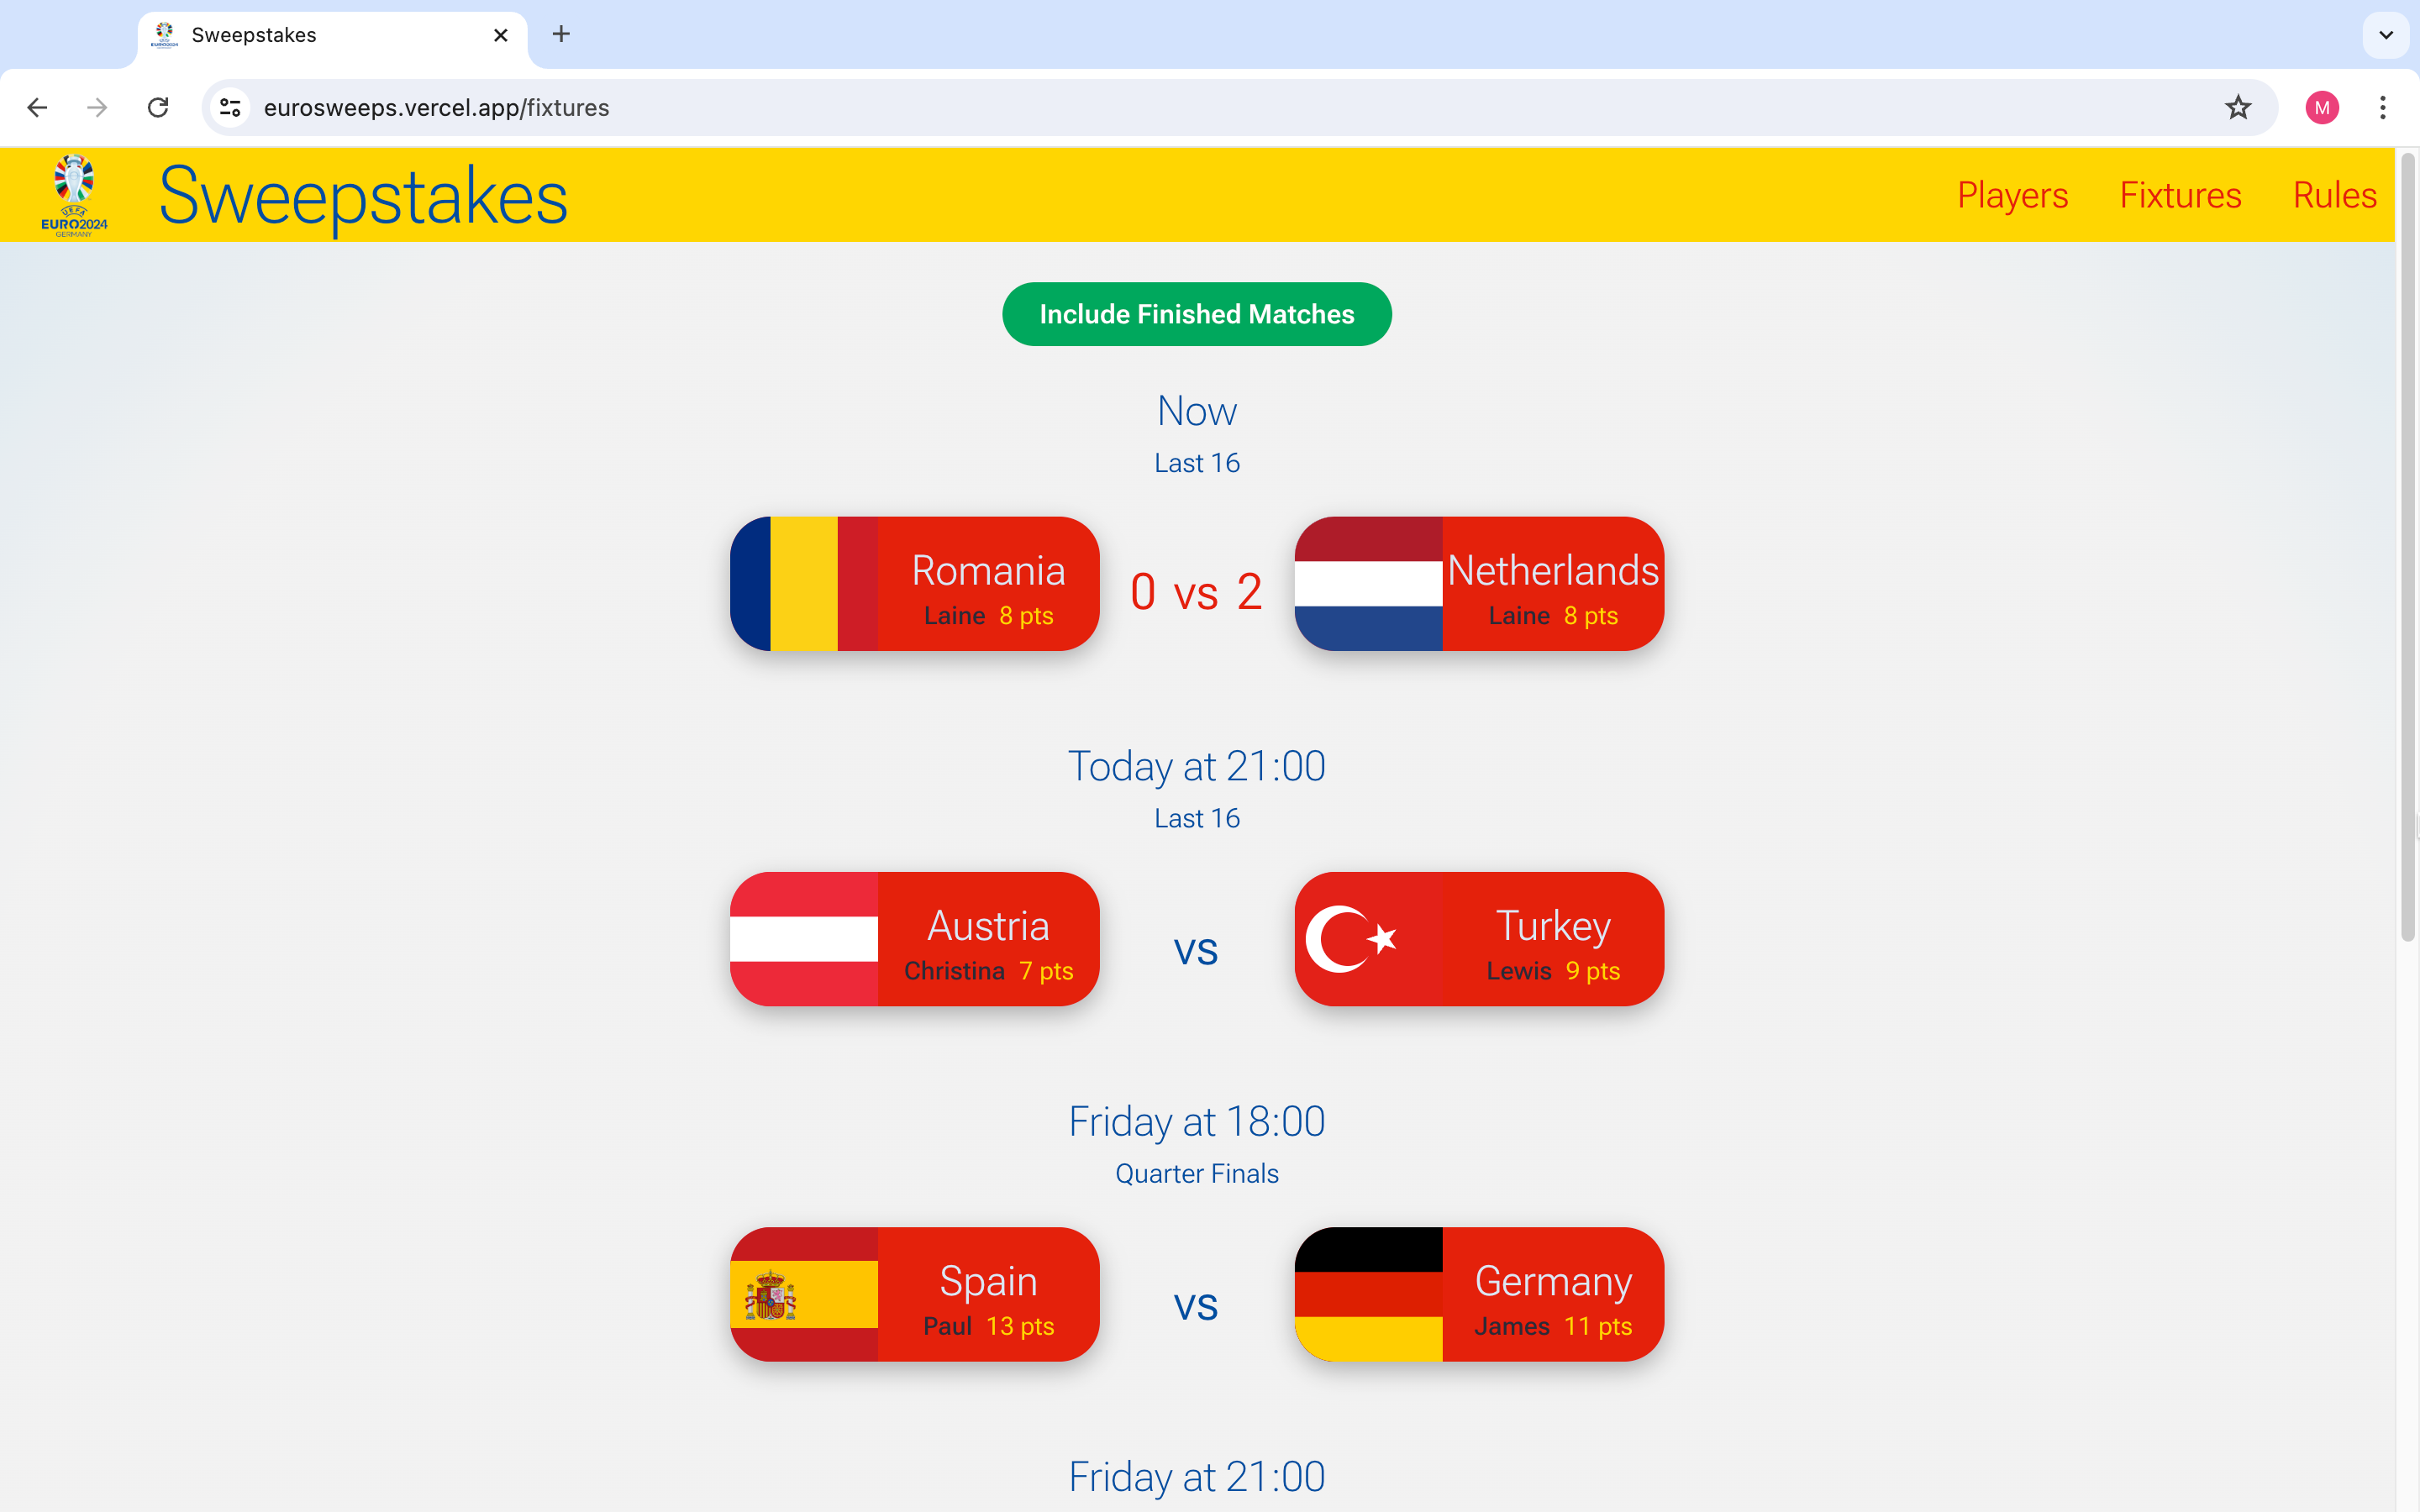 Sweepstakes
eurosweeps.vercel.app/fixtures
M
UEFA
EURO2024
GERMANY
Sweepstakes
Players Fixtures Rules
Include Finished Matches
Now
Last 16
Romania
Laine 8 pts
0 vs 2
Netherlands
Laine 8 pts
Today at 21:00
Last 16
Austria
Christina 7 pts
vs
Turkey
Lewis 9 pts
Friday at 18:00
Quarter Finals
Spain
Paul 13 pts
vs
Germany
James 11 pts
Friday at 21:00